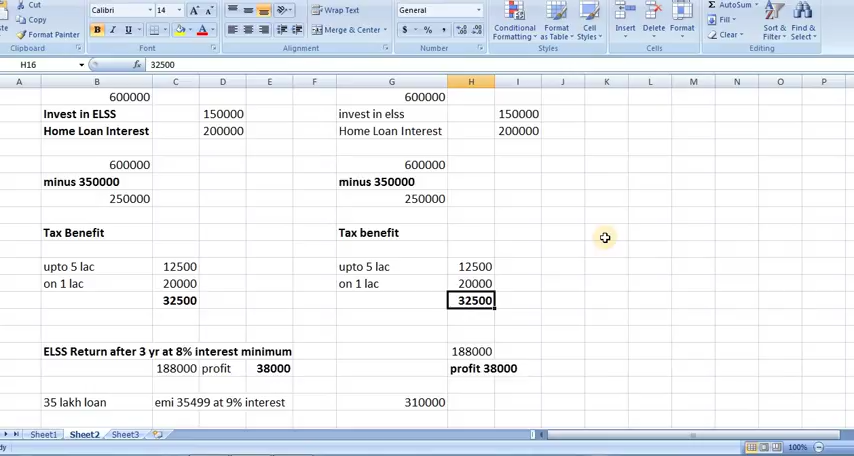 Cut
Copy
Format Painter
Clipboard
Calibri 14 A A
B I U A
Font
Wrap Text
Merge & Center
Alignment
General
$ % ,
Number
Conditional Formatting
Format as Table
Cell Styles
Styles
Insert Delete Format
Cells
AutoSum
Fill
Clear
Sort & Filter
Find & Select
Editing
H16 fx 32500
A B C D E F G H I J K L M N O P
600000 600000
Invest in ELSS 150000 invest in elss 150000
Home Loan Interest 200000 Home Loan Interest 200000
600000 600000
minus 350000 minus 350000
250000 250000
Tax Benefit Tax benefit
upto 5 lac 12500 upto 5 lac 12500
on 1 lac 20000 on 1 lac 20000
32500 32500
ELSS Return after 3 yr at 8% interest minimum 188000
188000 profit 38000 profit 38000
35 lakh loan emi 35499 at 9% interest 310000
Sheet1 Sheet2 Sheet3
100%